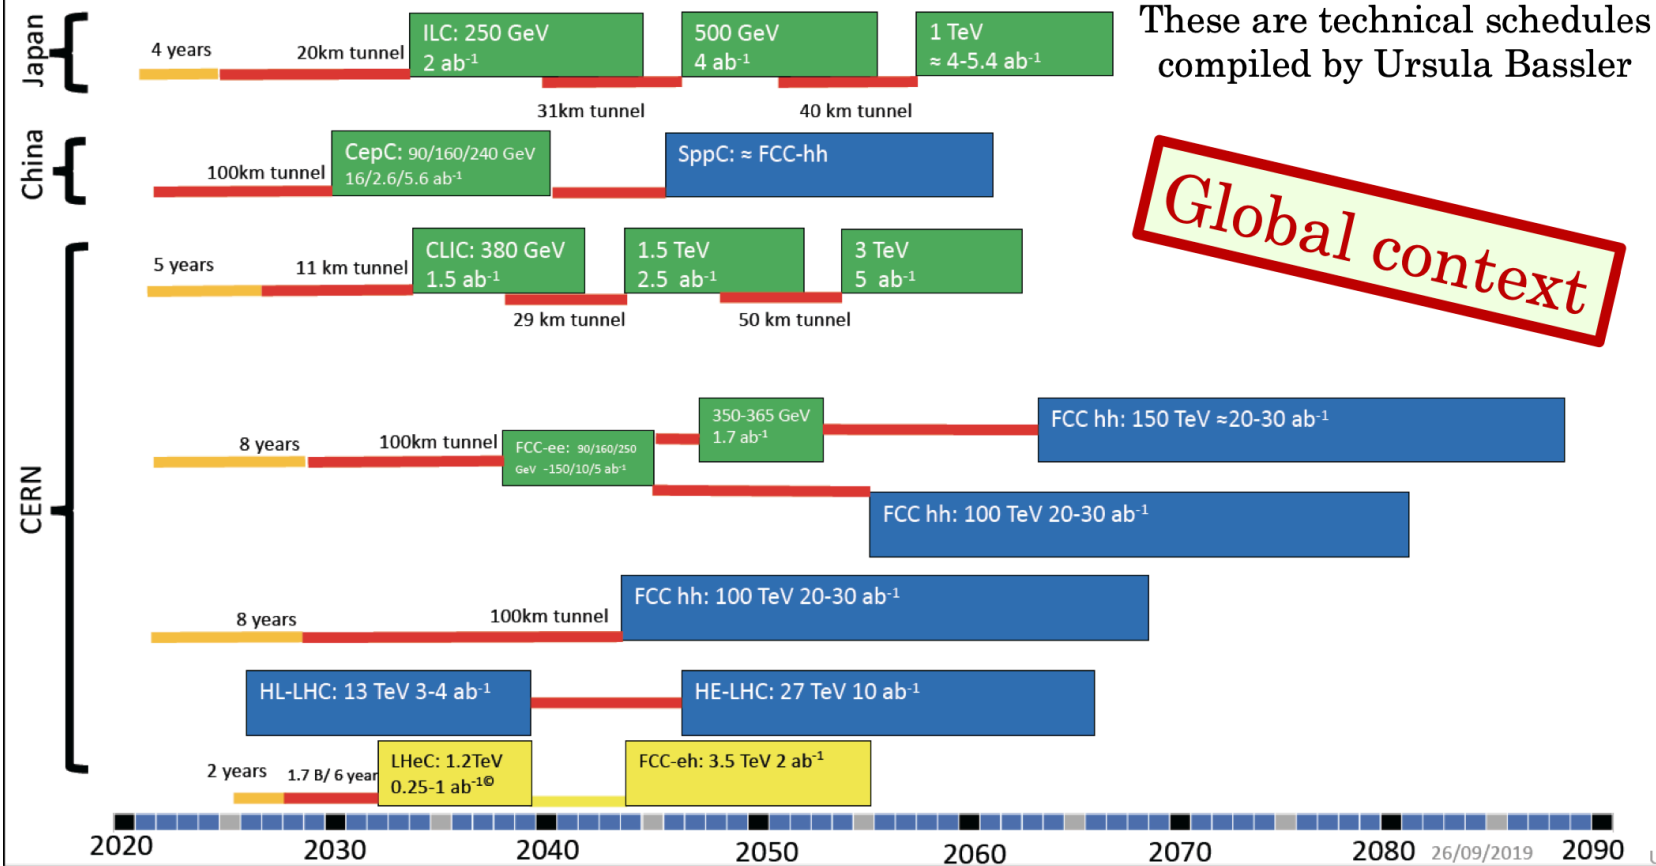 These are technical schedules
compiled by Ursula Bassler
Global context
Japan
4 years
20km tunnel
ILC: 250 GeV
2 ab⁻¹
31km tunnel
500 GeV
4 ab⁻¹
40 km tunnel
1 TeV
≈ 4-5.4 ab⁻¹
China
100km tunnel
CepC: 90/160/240 GeV
16/2.6/5.6 ab⁻¹
SppC: ≈ FCC-hh
CERN
5 years
11 km tunnel
CLIC: 380 GeV
1.5 ab⁻¹
29 km tunnel
1.5 TeV
2.5 ab⁻¹
50 km tunnel
3 TeV
5 ab⁻¹
8 years
100km tunnel
FCC-ee: 90/160/250
GeV -150/10/5 ab⁻¹
350-365 GeV
1.7 ab⁻¹
FCC hh: 150 TeV ≈20-30 ab⁻¹
FCC hh: 100 TeV 20-30 ab⁻¹
8 years
100km tunnel
FCC hh: 100 TeV 20-30 ab⁻¹
HL-LHC: 13 TeV 3-4 ab⁻¹
HE-LHC: 27 TeV 10 ab⁻¹
2 years
1.7 B/ 6 year
LHeC: 1.2TeV
0.25-1 ab⁻¹©
FCC-eh: 3.5 TeV 2 ab⁻¹
2020 2030 2040 2050 2060 2070 2080 2090
26/09/2019